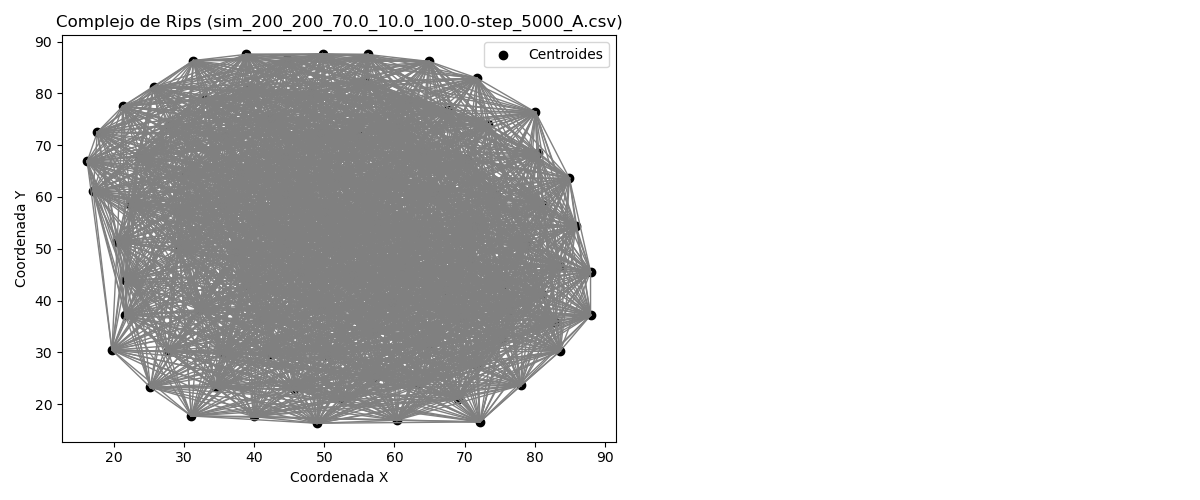 Complejo de Rips (sim_200_200_70.0_10.0_100.0-step_5000_A.csv)
Centroides
90
80
70
60
50
40
30
20
Coordenada Y
20 30 40 50 60 70 80 90
Coordenada X